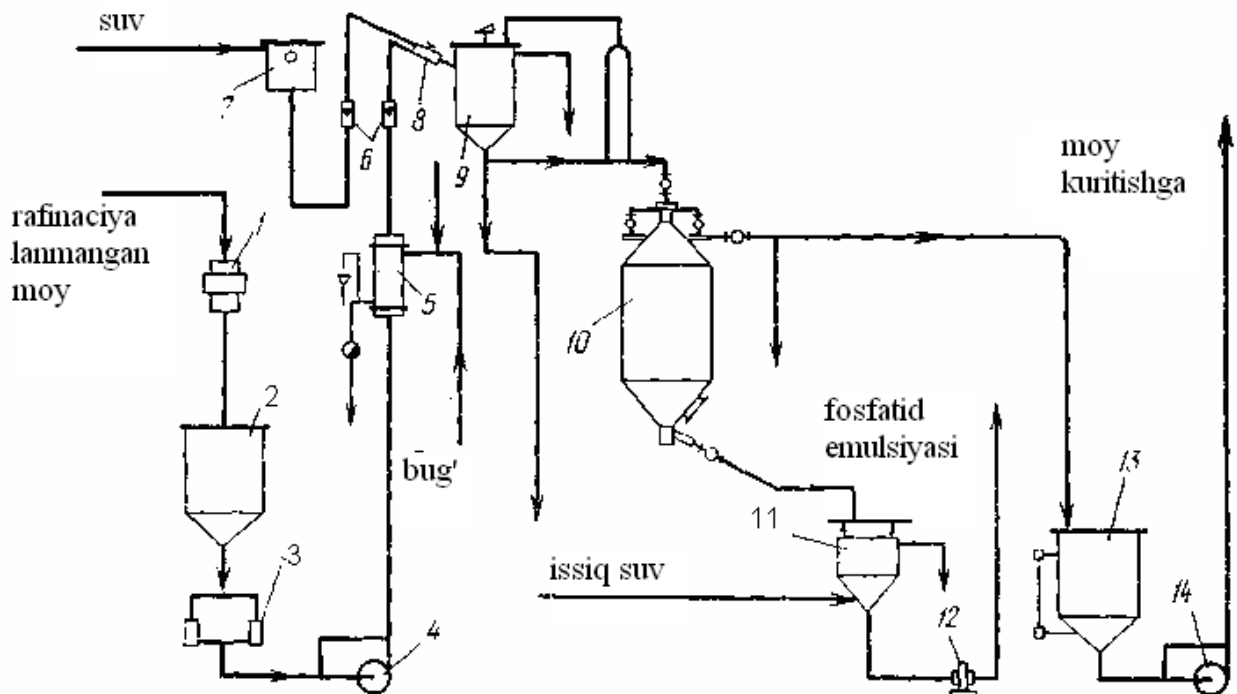 suv
7
6
8
9
rafinaciya
lanmangan
moy
1
5
2
3
4
bug'
10
moy
kuritishga
fosfatid
emulsiyasi
11
issiq suv
12
13
14